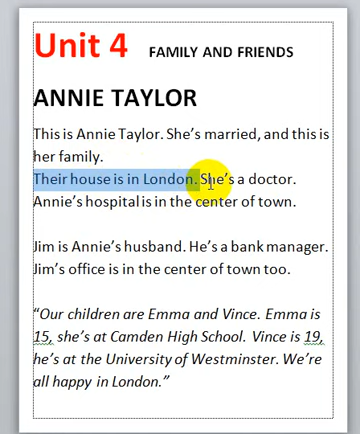 Unit 4 FAMILY AND FRIENDS
ANNIE TAYLOR
This is Annie Taylor. She's married, and this is
her family.
Their house is in London. She's a doctor.
Annie's hospital is in the center of town.
Jim is Annie's husband. He's a bank manager.
Jim's office is in the center of town too.
“Our children are Emma and Vince. Emma is
15, she's at Camden High School. Vince is 19,
he's at the University of Westminster. We're
all happy in London.”